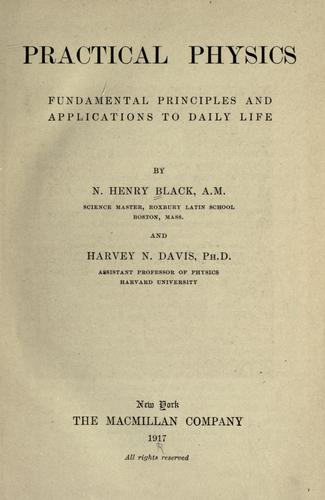 PRACTICAL PHYSICS
FUNDAMENTAL PRINCIPLES AND
APPLICATIONS TO DAILY LIFE
BY
N. HENRY BLACK, A.M.
SCIENCE MASTER, ROXBURY LATIN SCHOOL
BOSTON, MASS.
AND
HARVEY N. DAVIS, PH.D.
ASSISTANT PROFESSOR OF PHYSICS
HARVARD UNIVERSITY
New York
THE MACMILLAN COMPANY
1917
All rights reserved